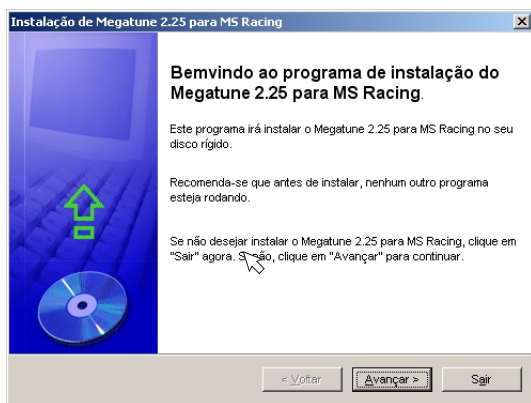 Instalação de Megatune 2.25 para MS Racing
Bemvindo ao programa de instalação do
Megatune 2.25 para MS Racing.
Este programa irá instalar o Megatune 2.25 para MS Racing no seu
disco rígido.
Recomenda-se que antes de instalar, nenhum outro programa
esteja rodando.
Se não desejar instalar o Megatune 2.25 para MS Racing, clique em
"Sair" agora. Senão, clique em "Avançar" para continuar.
< Voltar
Avançar >
Sair